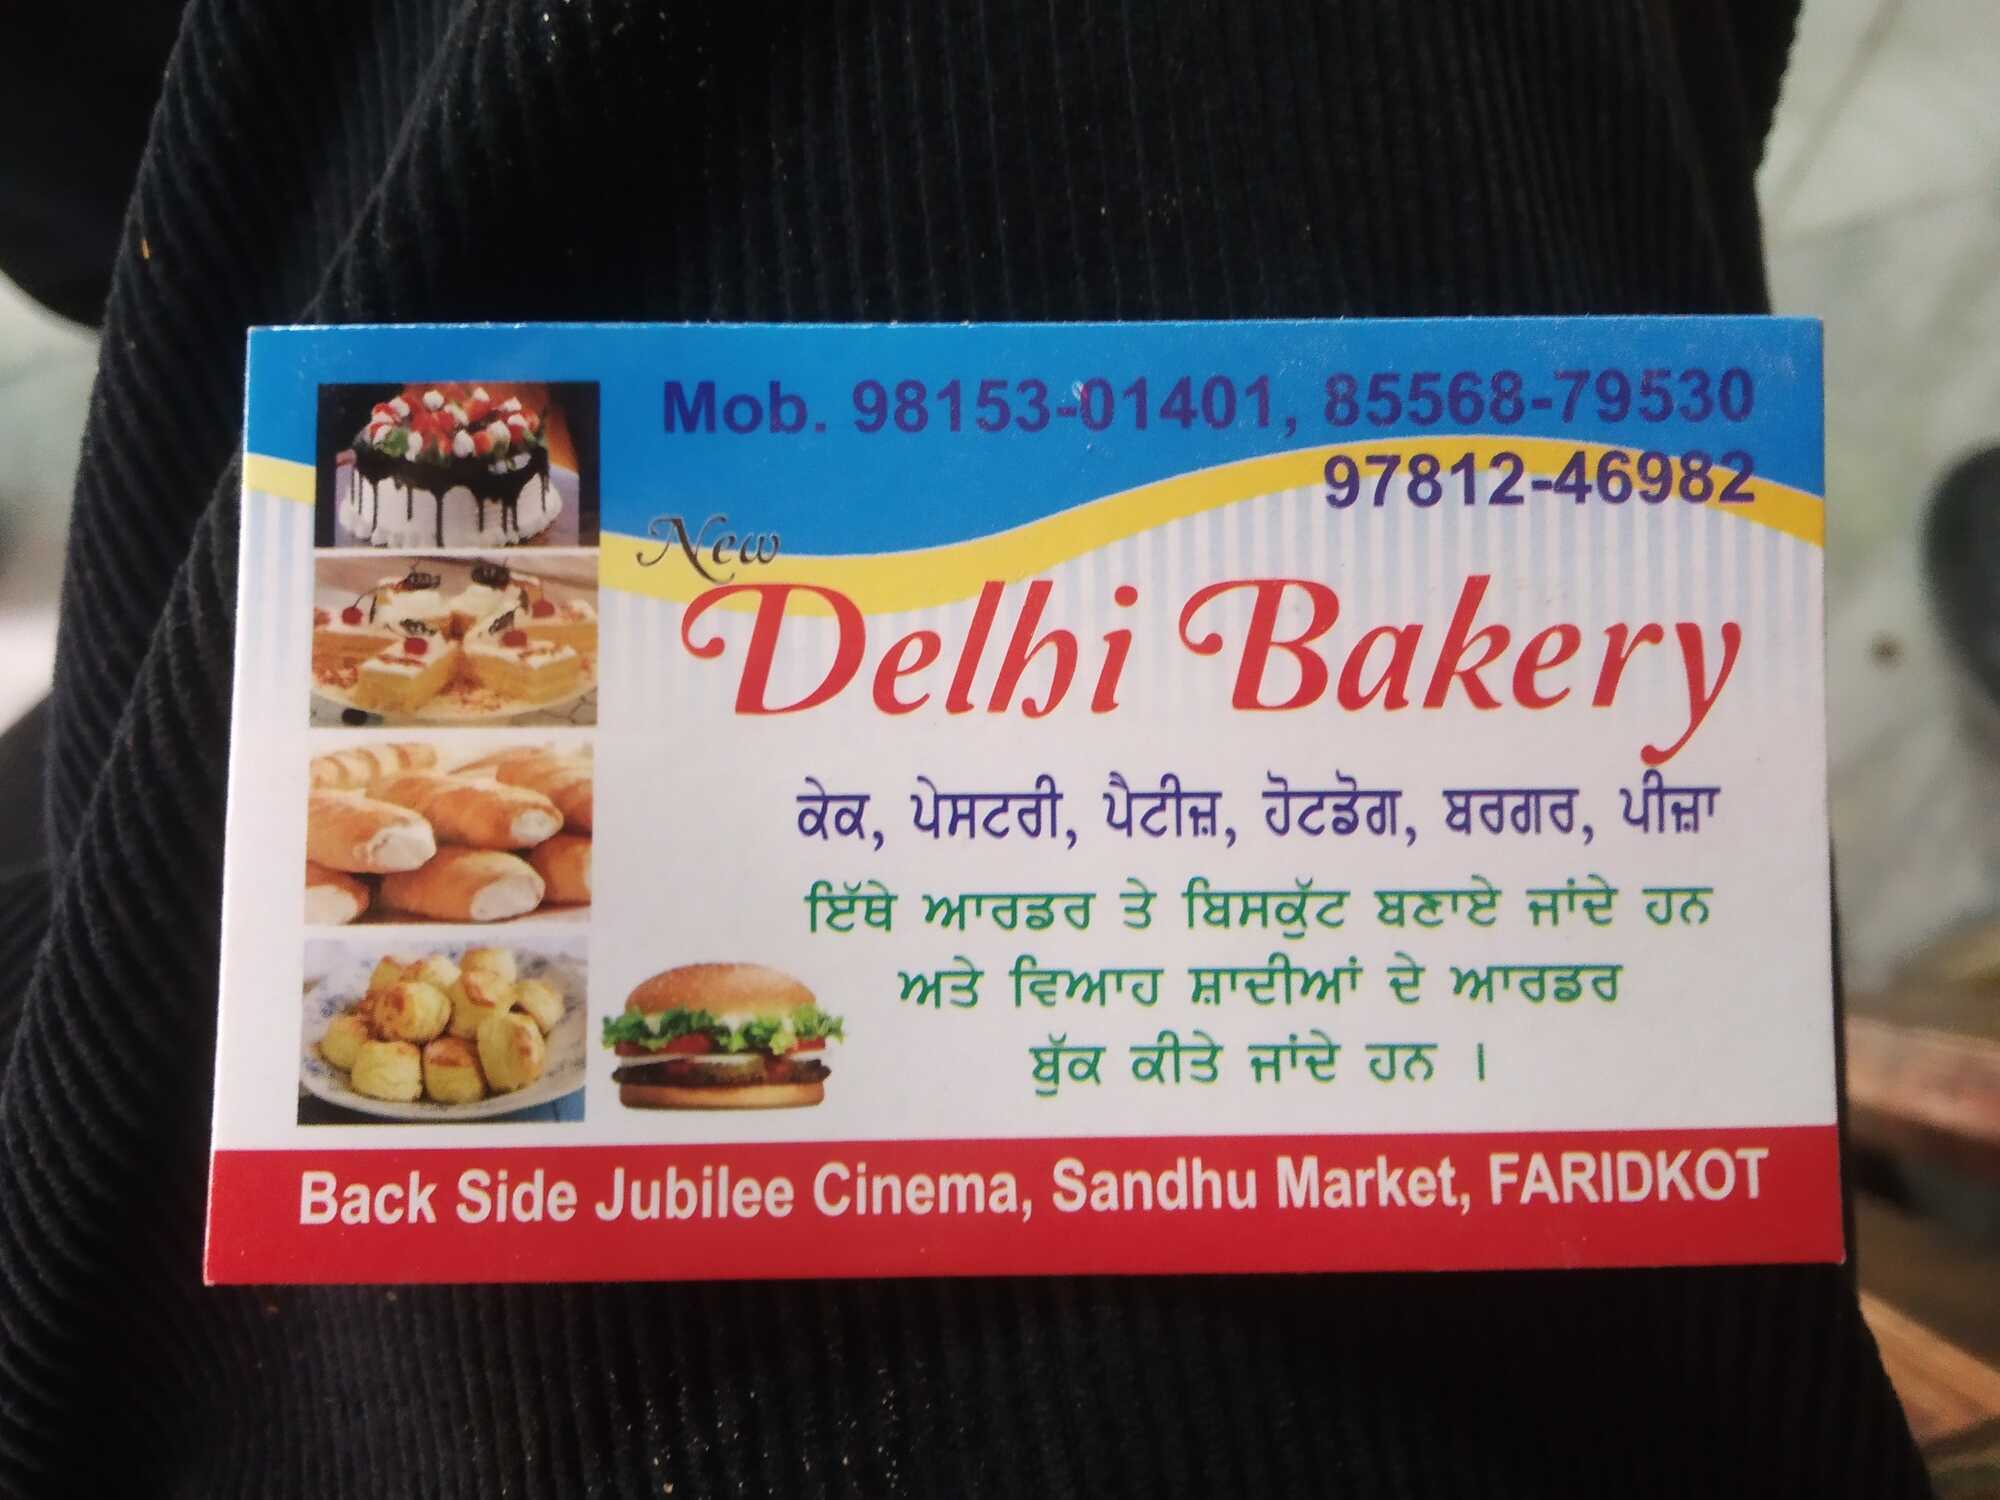 Mob. 98153-01401, 85568-79530
97812-46982
New
Delhi Bakery
ਕੇਕ, ਪੇਸਟਰੀ, ਪੈਟੀਜ਼, ਹੋਟਡੋਗ, ਬਰਗਰ, ਪੀਜ਼ਾ
ਇੱਥੇ ਆਰਡਰ ਤੇ ਬਿਸਕੁੱਟ ਬਣਾਏ ਜਾਂਦੇ ਹਨ
ਅਤੇ ਵਿਆਹ ਸ਼ਾਦੀਆਂ ਦੇ ਆਰਡਰ
ਬੁੱਕ ਕੀਤੇ ਜਾਂਦੇ ਹਨ ।
Back Side Jubilee Cinema, Sandhu Market, FARIDKOT